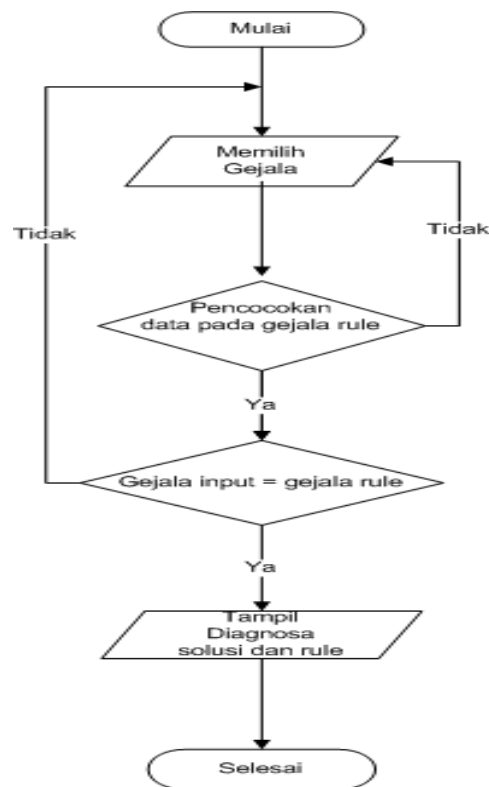 Mulai
Memilih
Gejala
Tidak
Tidak
Pencocokan
data pada gejala rule
Ya
Gejala input = gejala rule
Ya
Tampil
Diagnosa
solusi dan rule
Selesai